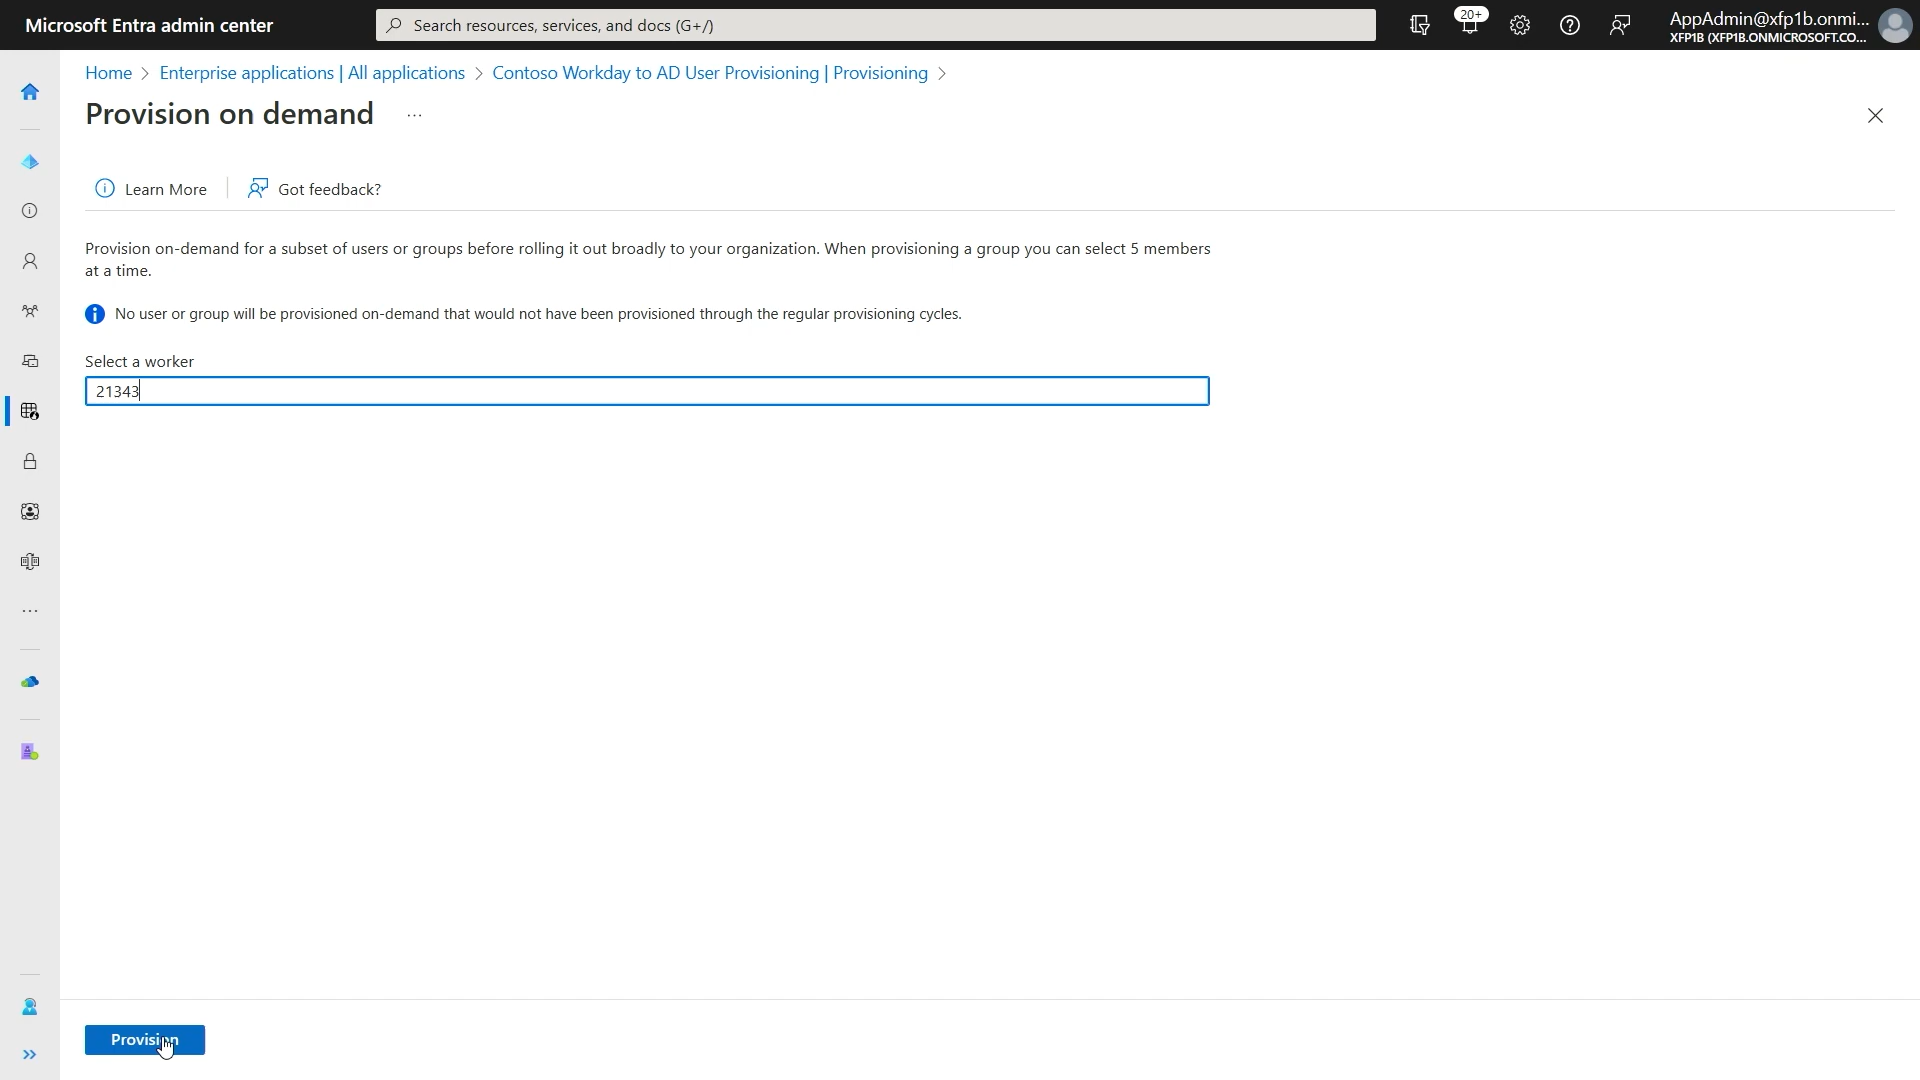 Microsoft Entra admin center
Search resources, services, and docs (G+/)
20+
AppAdmin@xfp1b.onmi...
XFP1B (XFP1B.ONMICROSOFT.CO...
Home > Enterprise applications | All applications > Contoso Workday to AD User Provisioning | Provisioning >
Provision on demand ...
Learn More
Got feedback?
Provision on-demand for a subset of users or groups before rolling it out broadly to your organization. When provisioning a group you can select 5 members
at a time.
No user or group will be provisioned on-demand that would not have been provisioned through the regular provisioning cycles.
Select a worker
21343
Provision